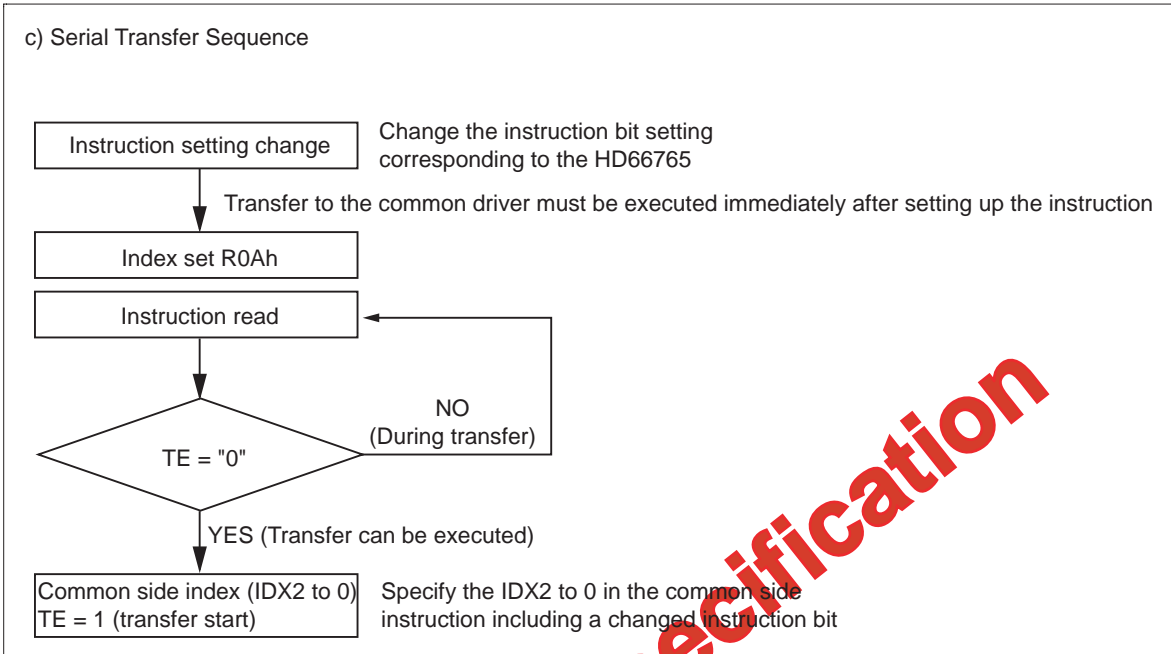 c) Serial Transfer Sequence
Instruction setting change
Change the instruction bit setting
corresponding to the HD66765
Transfer to the common driver must be executed immediately after setting up the instruction
Index set R0Ah
Instruction read
NO
(During transfer)
TE = "0"
YES (Transfer can be executed)
Common side index (IDX2 to 0)
TE = 1 (transfer start)
Specify the IDX2 to 0 in the common side
instruction including a changed instruction bit
ecification